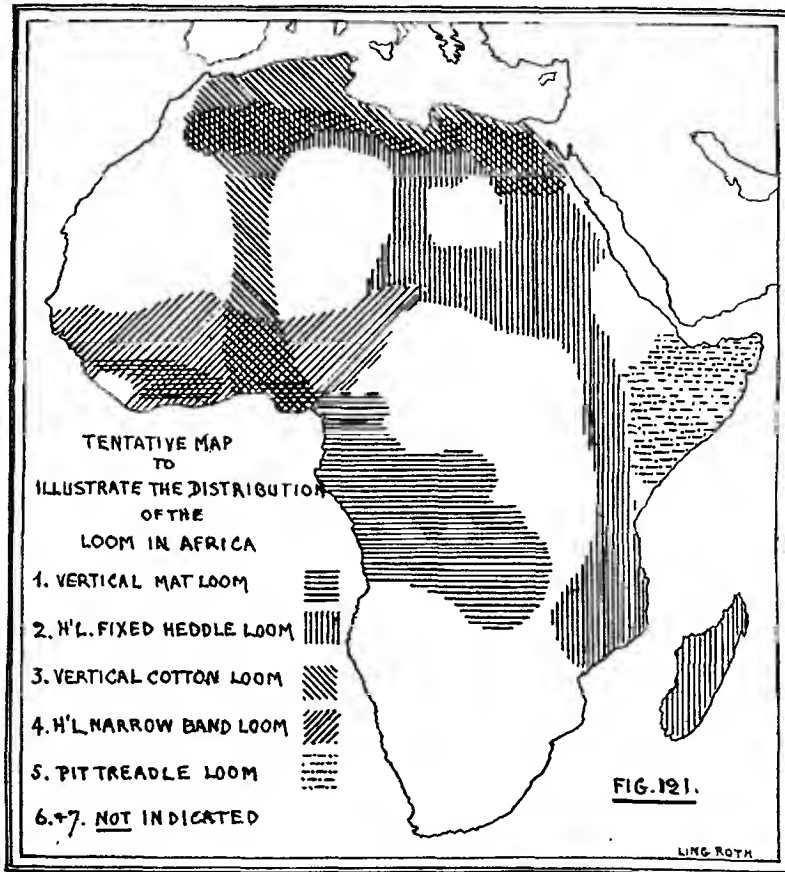 TENTATIVE MAP
TO
ILLUSTRATE THE DISTRIBUTION
OF THE
LOOM IN AFRICA
1. VERTICAL MAT LOOM
2. H'L. FIXED HEDDLE LOOM
3. VERTICAL COTTON LOOM
4. H'L NARROW BAND LOOM
5. PIT TREADLE LOOM
6.+7. NOT INDICATED
FIG. 121.
LING ROTH